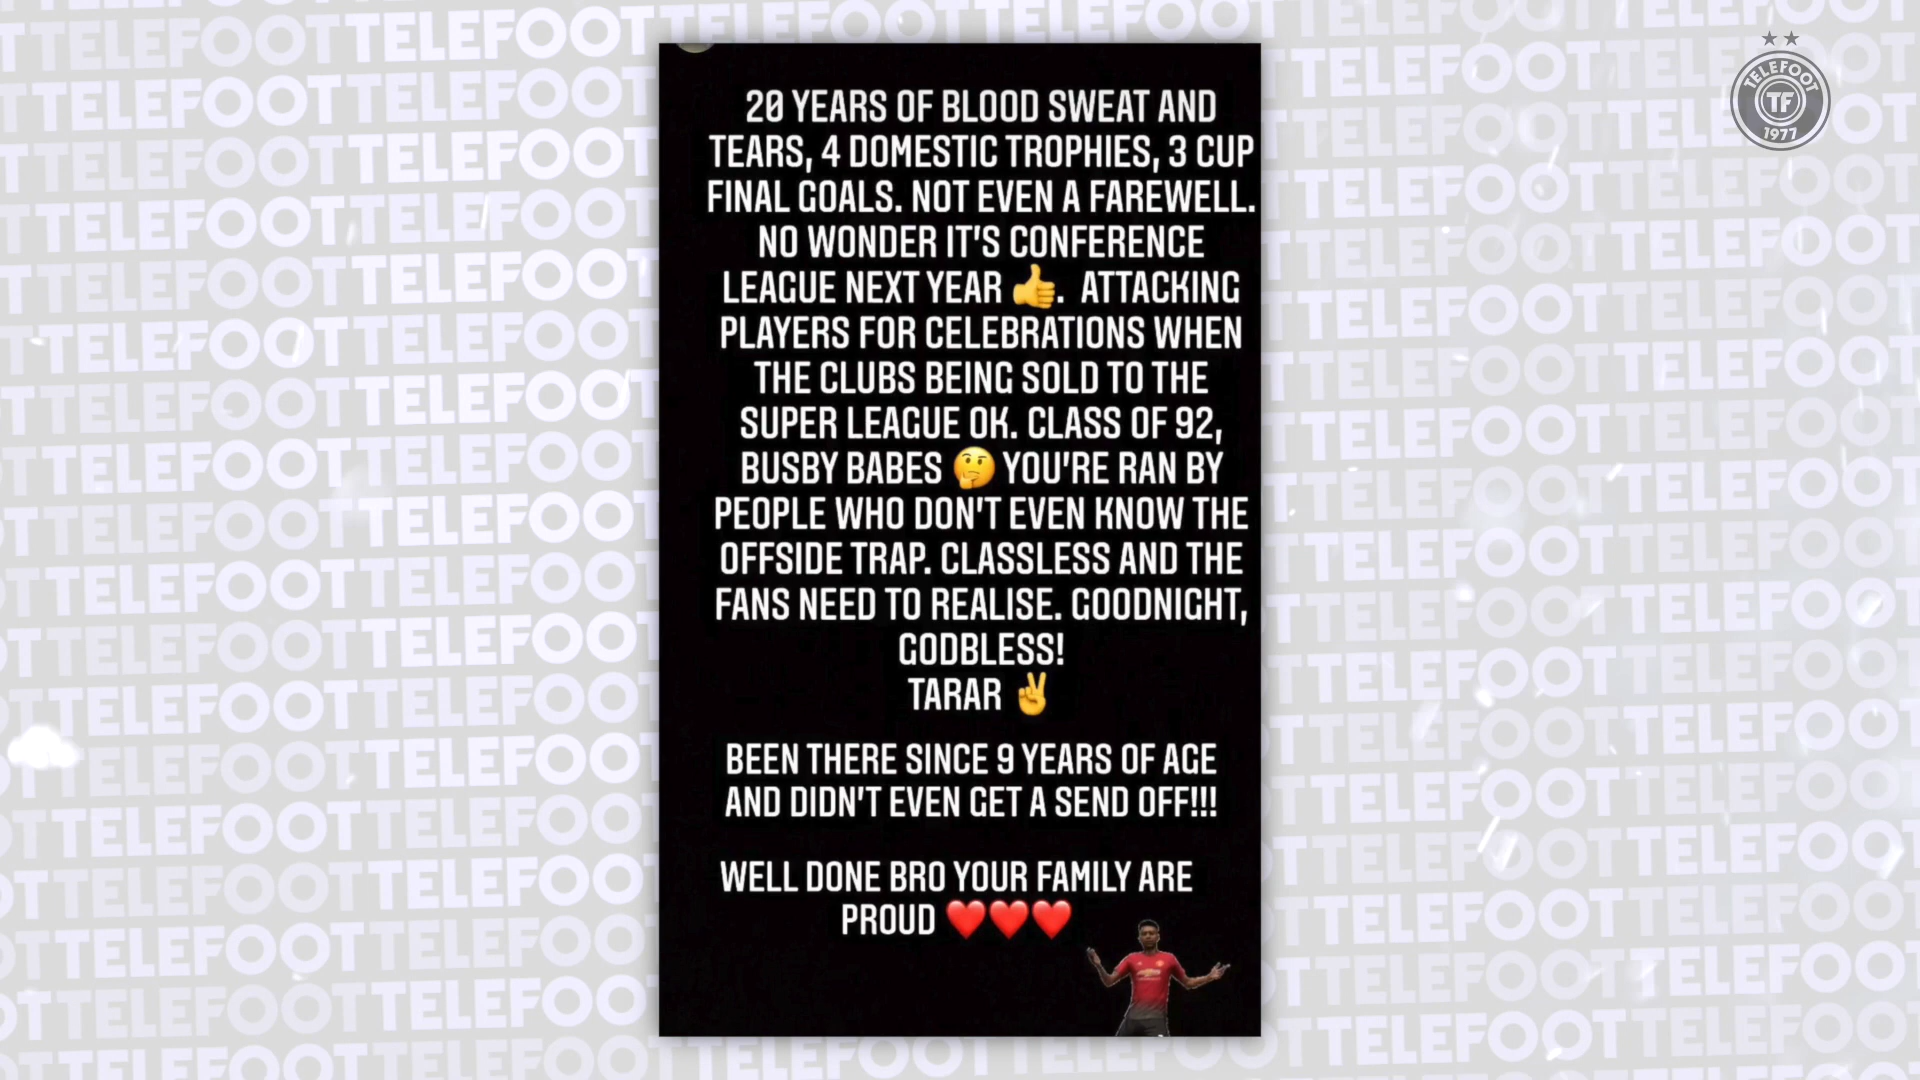 20 YEARS OF BLOOD SWEAT AND
TEARS, 4 DOMESTIC TROPHIES, 3 CUP
FINAL GOALS. NOT EVEN A FAREWELL.
NO WONDER IT'S CONFERENCE
LEAGUE NEXT YEAR 👍. ATTACKING
PLAYERS FOR CELEBRATIONS WHEN
THE CLUBS BEING SOLD TO THE
SUPER LEAGUE OK. CLASS OF 92,
BUSBY BABES 🤔 YOU'RE RAN BY
PEOPLE WHO DON'T EVEN KNOW THE
OFFSIDE TRAP. CLASSLESS AND THE
FANS NEED TO REALISE. GOODNIGHT,
GODBLESS!
TARAR ✌️
BEEN THERE SINCE 9 YEARS OF AGE
AND DIDN'T EVEN GET A SEND OFF!!!
WELL DONE BRO YOUR FAMILY ARE
PROUD ❤️❤️❤️
TELEFOOT
TF
1977